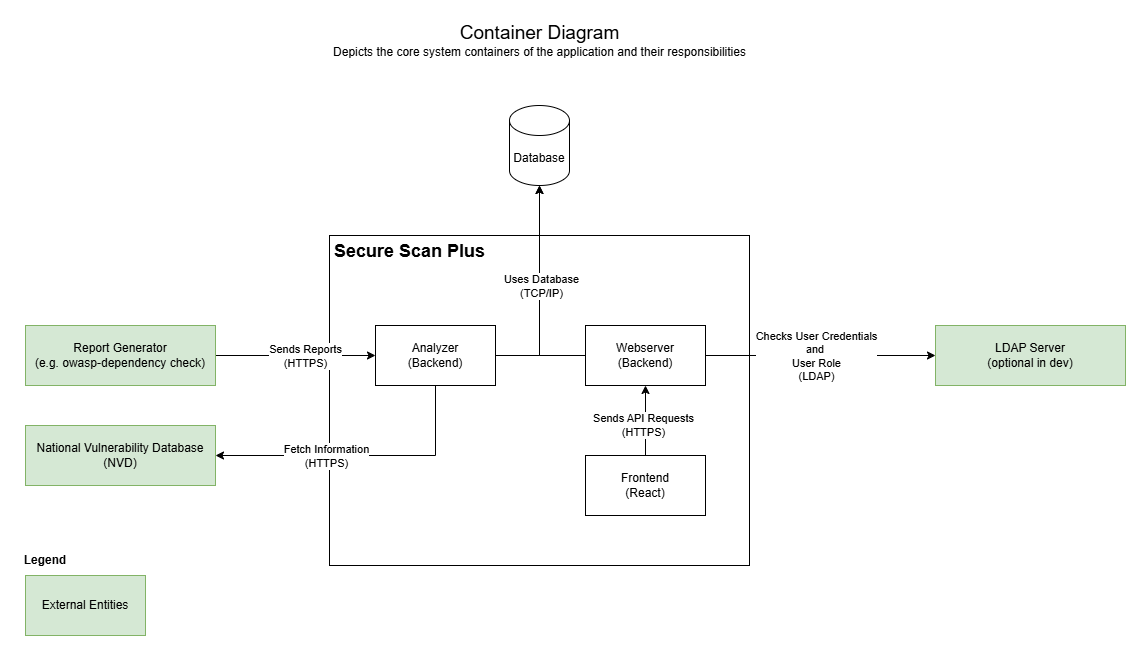 Container Diagram
Depicts the core system containers of the application and their responsibilities
Database
Secure Scan Plus
Uses Database
(TCP/IP)
Report Generator
(e.g. owasp-dependency check)
Sends Reports
(HTTPS)
Analyzer
(Backend)
Webserver
(Backend)
Checks User Credentials
and
User Role
(LDAP)
LDAP Server
(optional in dev)
Sends API Requests
(HTTPS)
National Vulnerability Database
(NVD)
Fetch Information
(HTTPS)
Frontend
(React)
Legend
External Entities